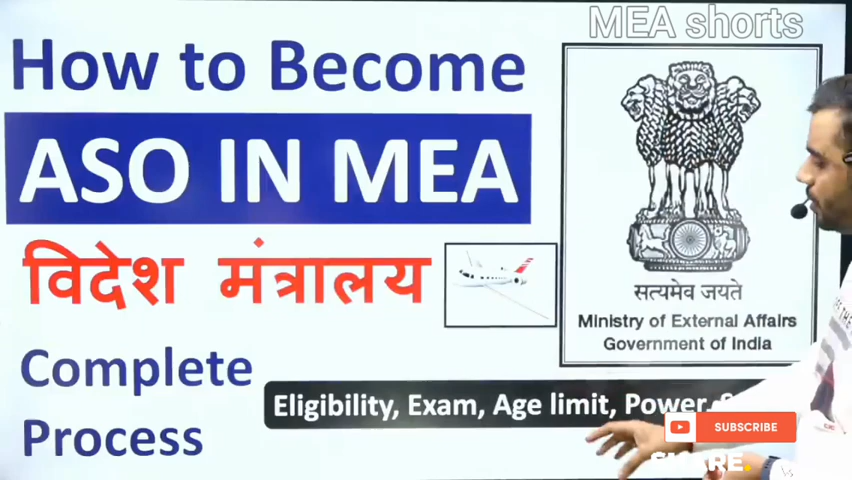 MEA shorts
How to Become
ASO IN MEA
विदेश मंत्रालय
सत्यमेव जयते
Ministry of External Affairs
Government of India
Complete
Process
Eligibility, Exam, Age limit, Power,
SUBSCRIBE